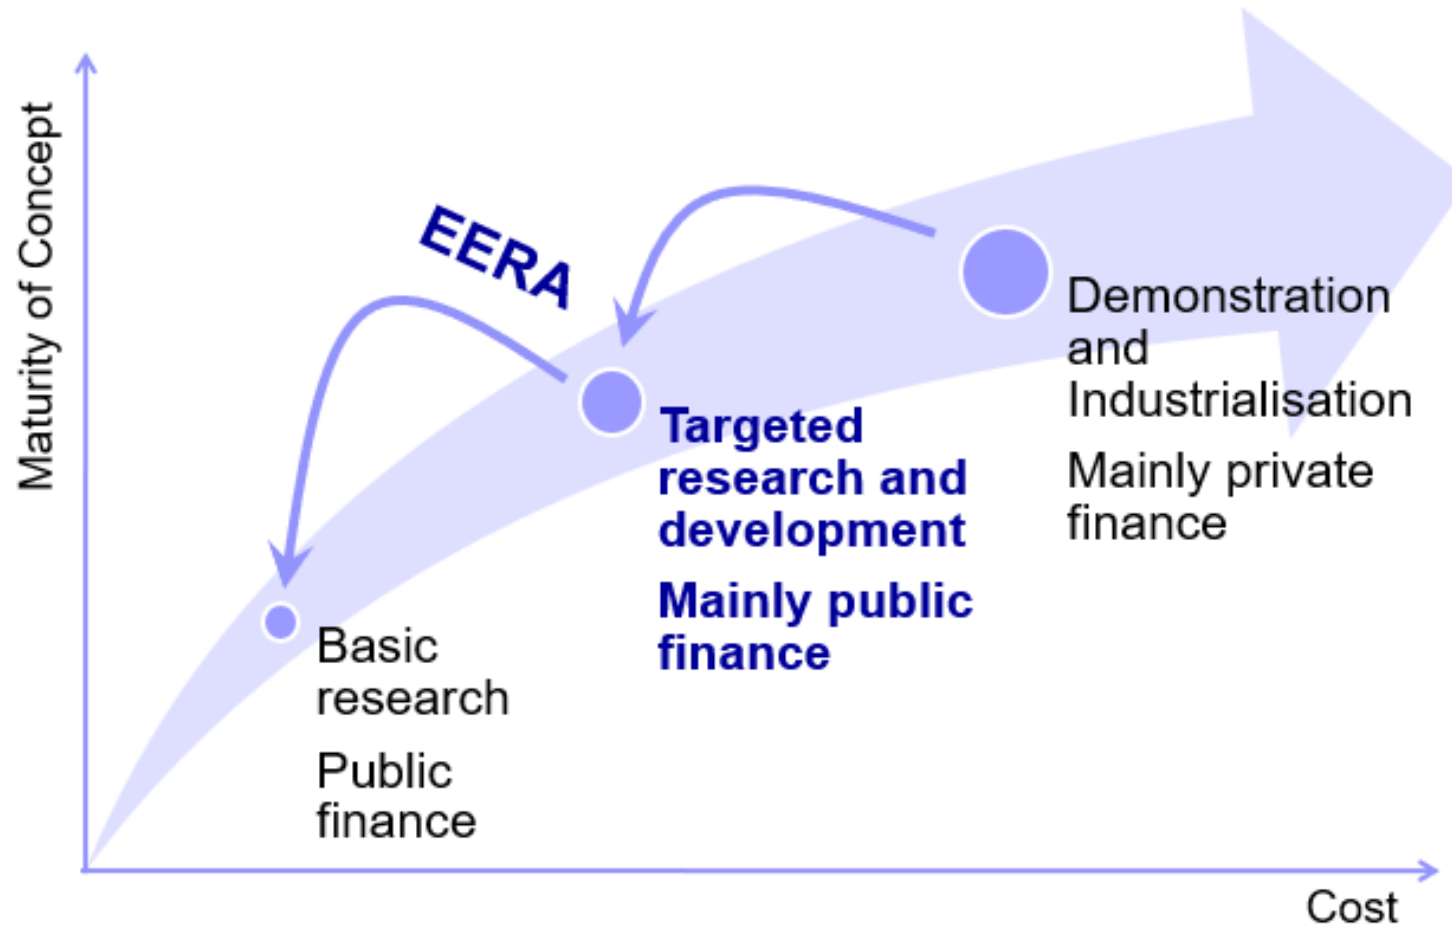 Maturity of Concept
EERA
Demonstration
and
Industrialisation
Mainly private
finance
Targeted
research and
development
Mainly public
finance
Basic
research
Public
finance
Cost